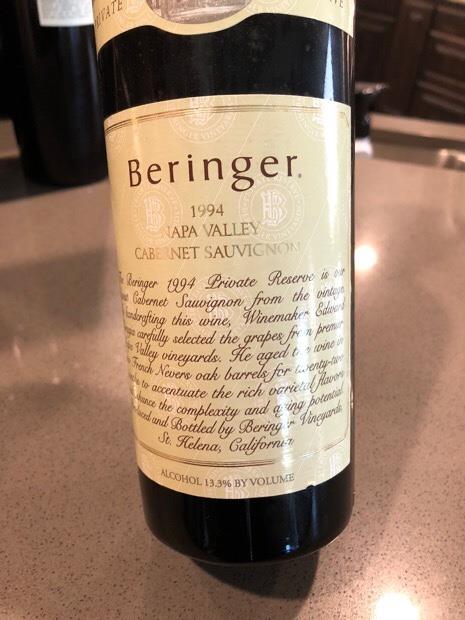 PRIVATE
Beringer.
1994
NAPA VALLEY
CABERNET SAUVIGNON
Beringer 1994 Private Reserve is our
Cabernet Sauvignon from the vintage.
handcrafting this wine, Winemaker Edward
carefully selected the grapes from premier
Valley vineyards. He aged the wine in
French Nevers oak barrels for twenty-two
to accentuate the rich varietal flavors
the complexity and aging potential.
and Bottled by Beringer Vineyards,
St. Helena, California
ALCOHOL 13.3% BY VOLUME